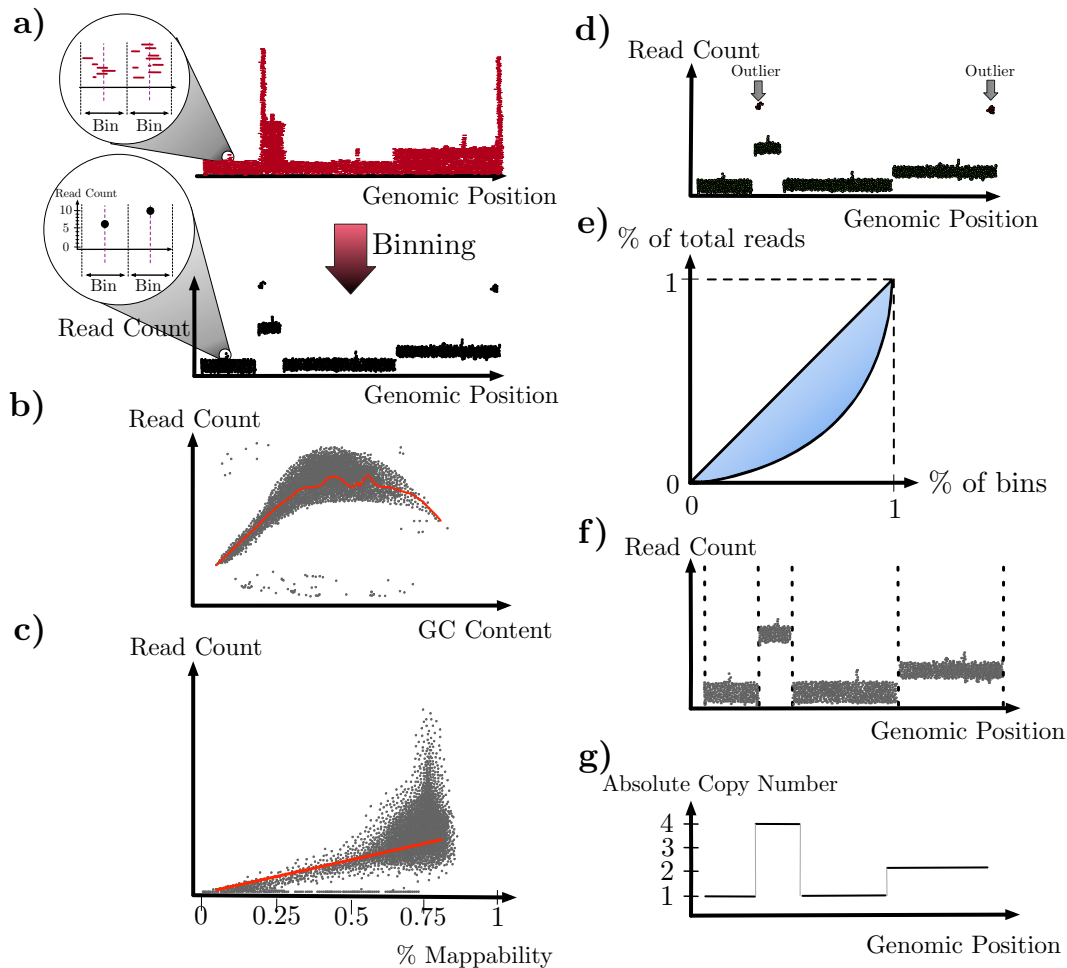 a)
Bin
Bin
Genomic Position
Read Count
10
5
0
Bin
Bin
Binning
Read Count
Genomic Position
b)
Read Count
GC Content
c)
Read Count
0
0.25
0.5
0.75
1
% Mappability
d)
Read Count
Outlier
Outlier
Genomic Position
e)
% of total reads
1
0
0
1
% of bins
f)
Read Count
Genomic Position
g)
Absolute Copy Number
4
3
2
1
Genomic Position